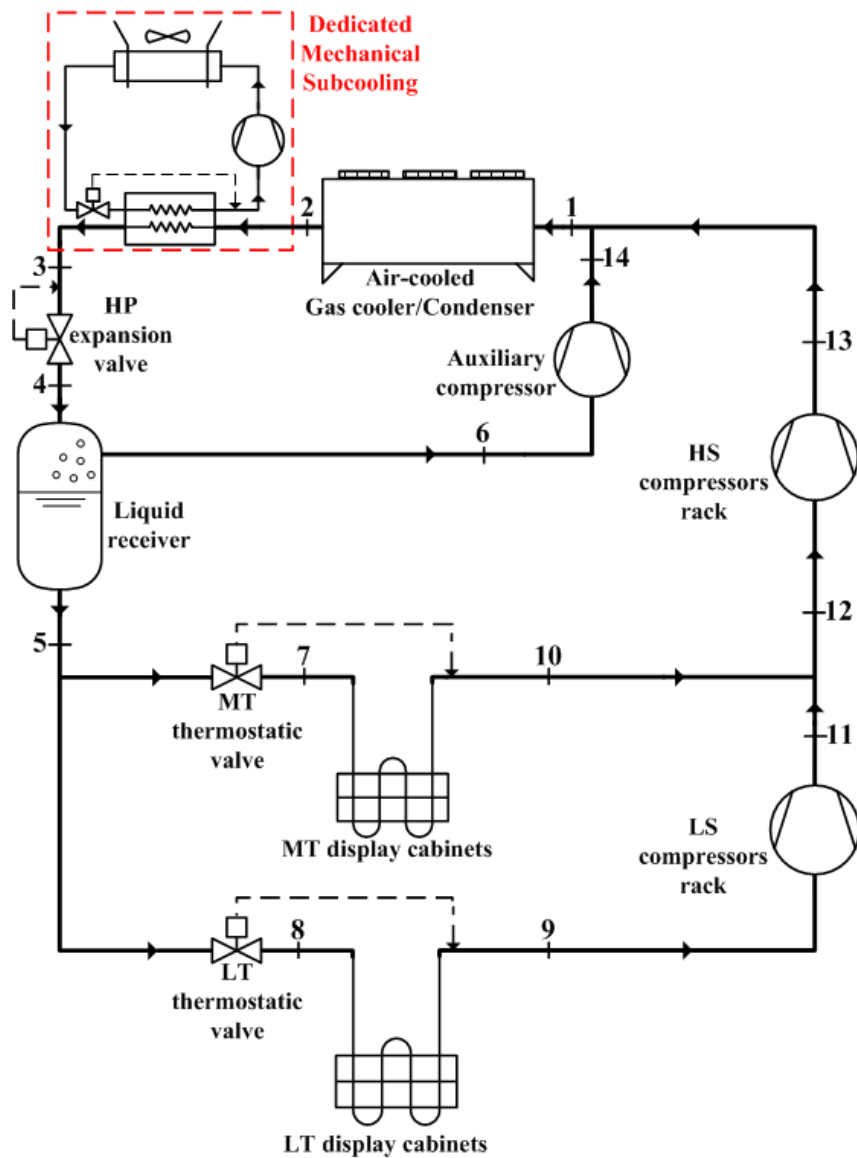 Dedicated
Mechanical
Subcooling
2
1
14
Air-cooled
Gas cooler/Condenser
3
HP
expansion
valve
4
Auxiliary
compressor
13
6
HS
compressors
rack
Liquid
receiver
12
5
7
10
MT
thermostatic
valve
11
MT display cabinets
LS
compressors
rack
8
9
LT
thermostatic
valve
LT display cabinets